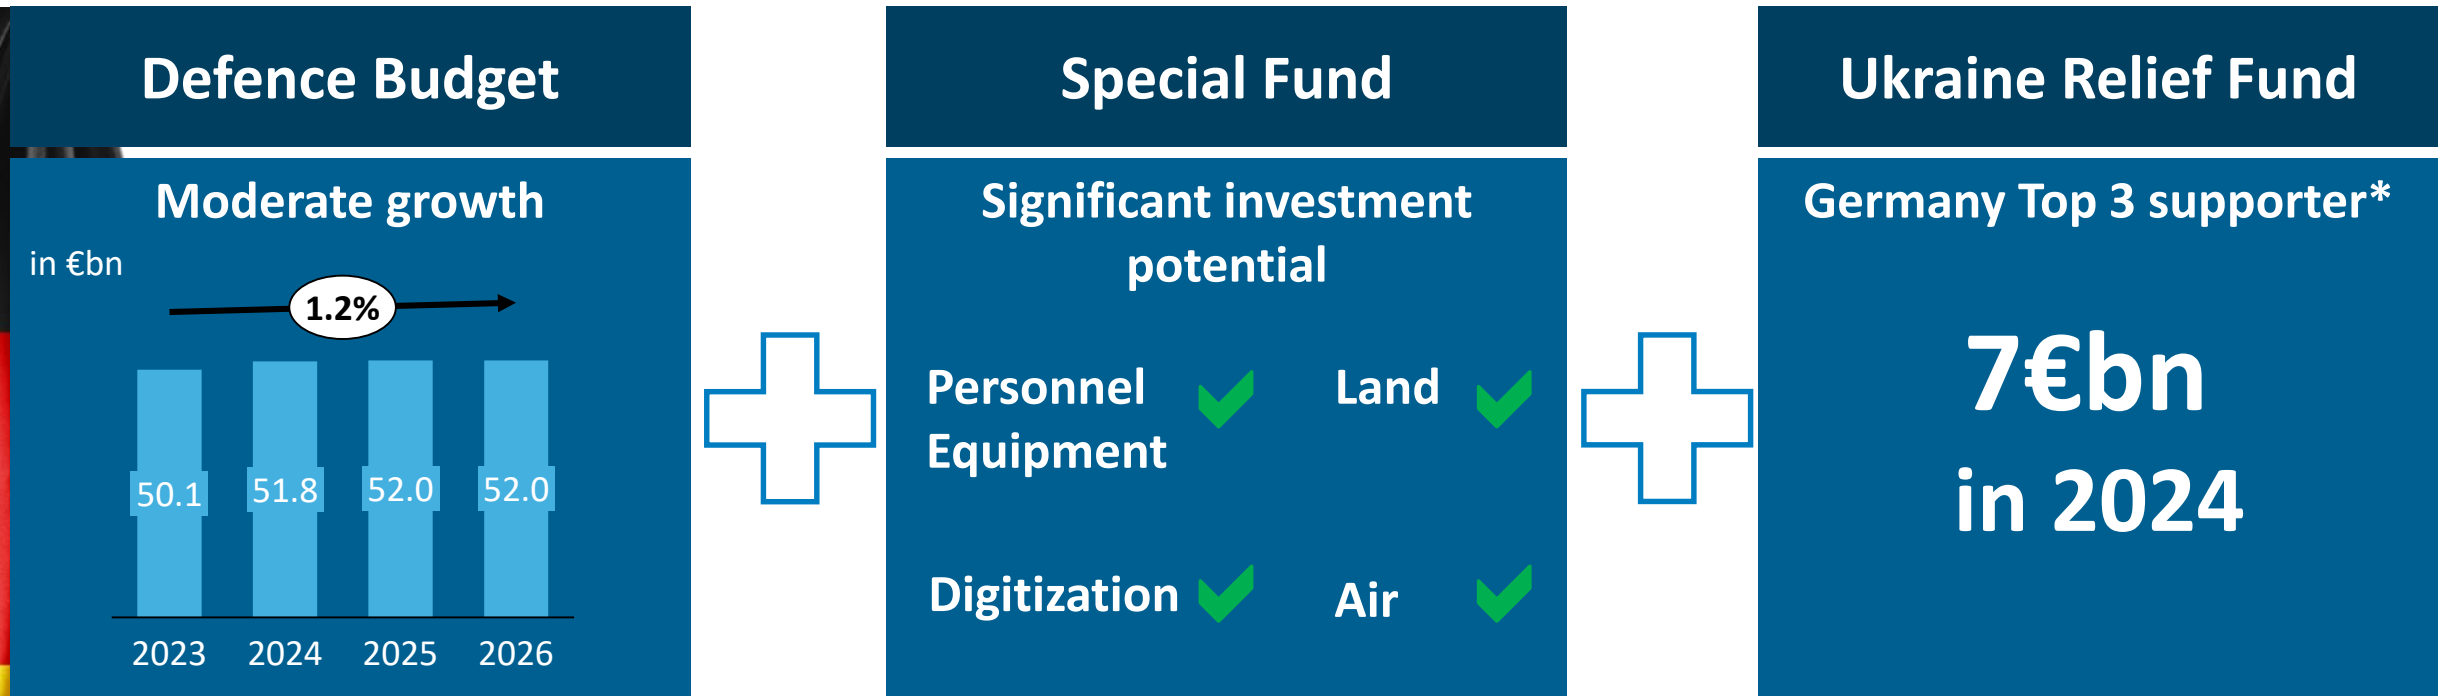 Defence Budget
Moderate growth
in €bn
1.2%
50.1
51.8
52.0
52.0
2023
2024
2025
2026
Special Fund
Significant investment
potential
Personnel
Equipment
Land
Digitization
Air
Ukraine Relief Fund
Germany Top 3 supporter*
7€bn
in 2024